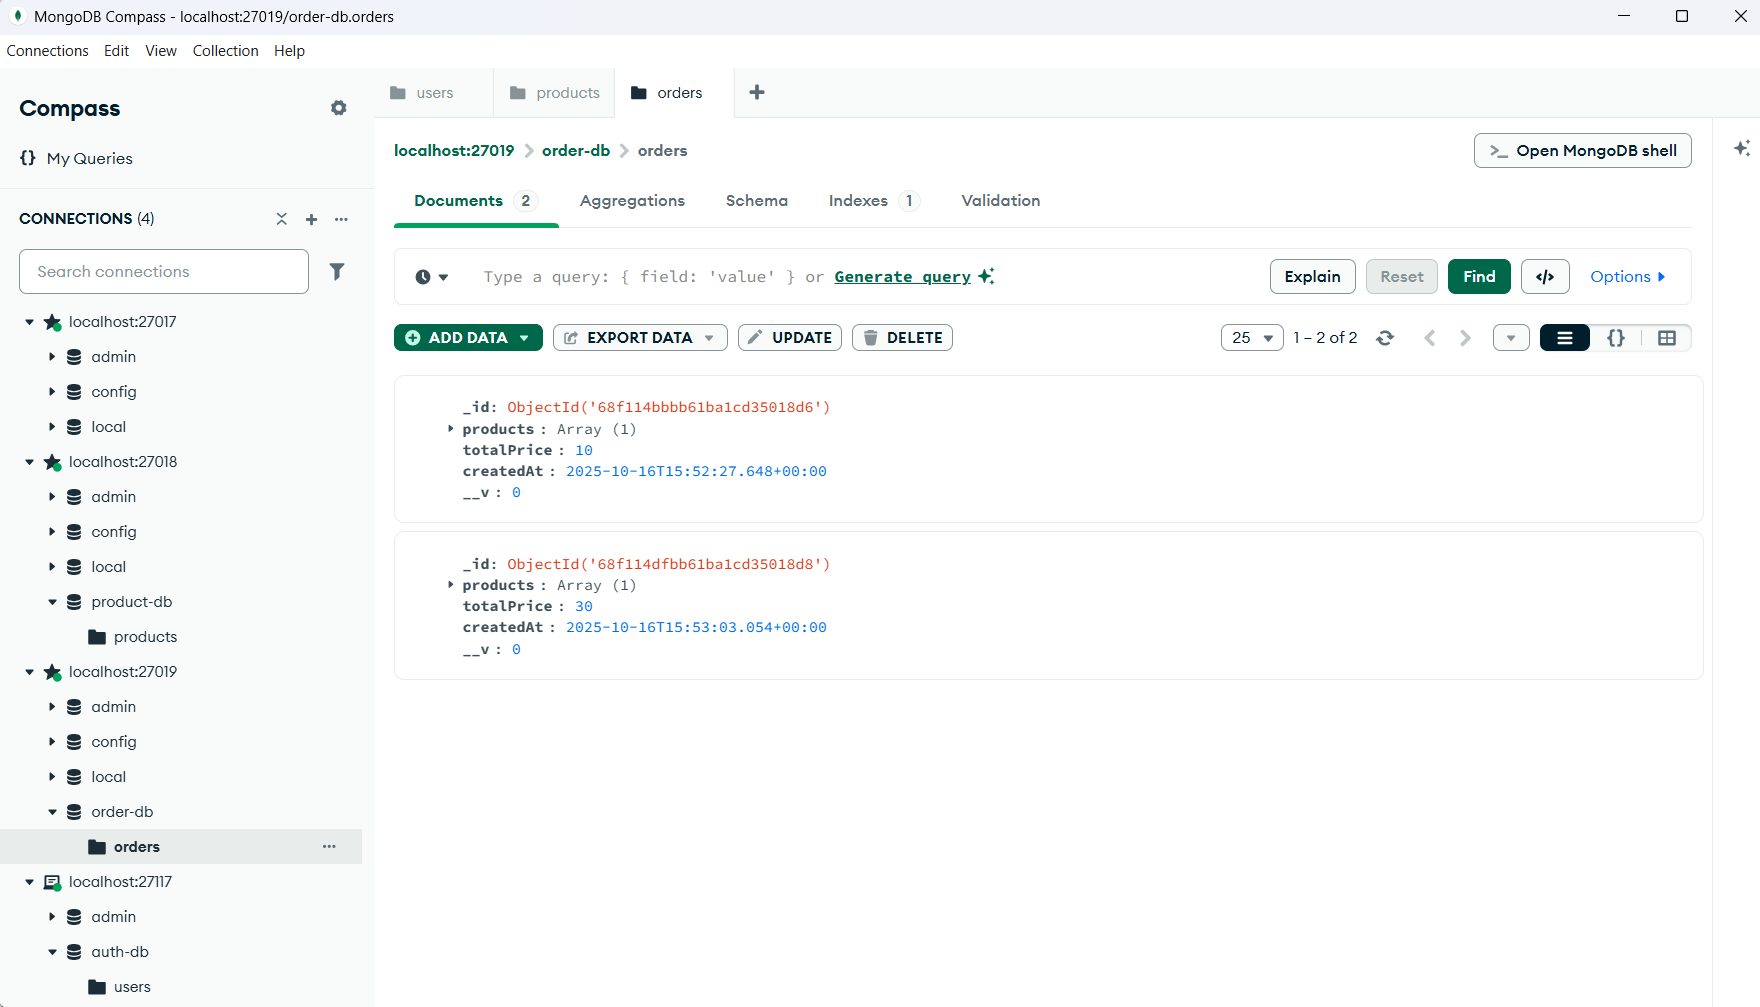 MongoDB Compass - localhost:27019/order-db.orders
Connections Edit View Collection Help
Compass
{} My Queries
CONNECTIONS (4)
Search connections
localhost:27017
admin
config
local
localhost:27018
admin
config
local
product-db
products
localhost:27019
admin
config
local
order-db
orders
localhost:27117
admin
auth-db
users
users products orders
localhost:27019 > order-db > orders
>_ Open MongoDB shell
Documents 2 Aggregations Schema Indexes 1 Validation
Type a query: { field: 'value' } or Generate query
Explain Reset Find </> Options
ADD DATA EXPORT DATA UPDATE DELETE
25 1 – 2 of 2 {}
_id: ObjectId('68f114bbbb61ba1cd35018d6')
products : Array (1)
totalPrice : 10
createdAt : 2025-10-16T15:52:27.648+00:00
__v : 0
_id: ObjectId('68f114dfbb61ba1cd35018d8')
products : Array (1)
totalPrice : 30
createdAt : 2025-10-16T15:53:03.054+00:00
__v : 0